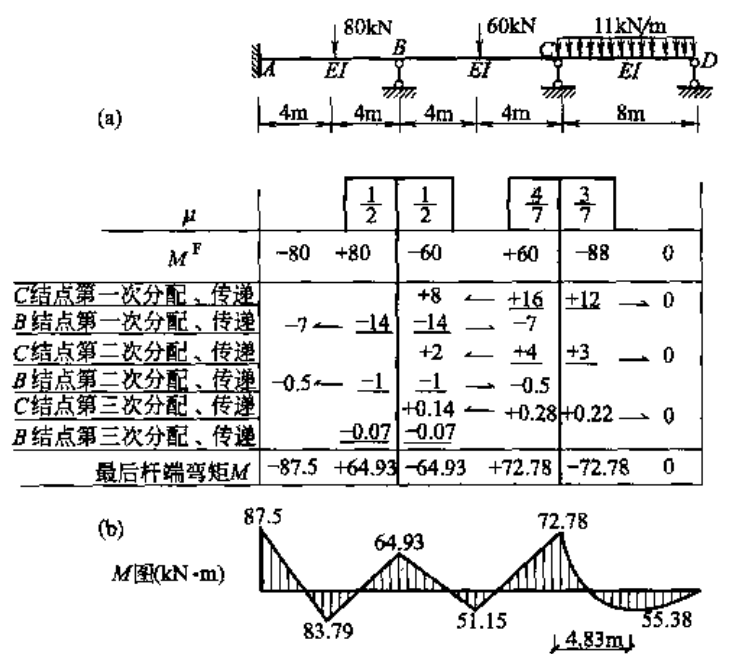 80kN B 60kN C 11kN/m
A EI EI EI D
(a) 4m 4m 4m 4m 8m
μ 1/2 1/2 4/7 3/7
M^F −80 +80 −60 +60 −88 0
C结点第一次分配、传递 +8 ← +16 +12 → 0
B结点第一次分配、传递 −7 ← −14 −14 → −7
C结点第二次分配、传递 +2 ← +4 +3 → 0
B结点第二次分配、传递 −0.5 ← −1 −1 → −0.5
C结点第三次分配、传递 +0.14 ← +0.28 +0.22 → 0
B结点第三次分配、传递 −0.07 −0.07
最后杆端弯矩M −87.5 +64.93 −64.93 +72.78 −72.78 0
(b) 87.5 64.93 72.78
M图(kN·m)
83.79 51.15 55.38
4.83m